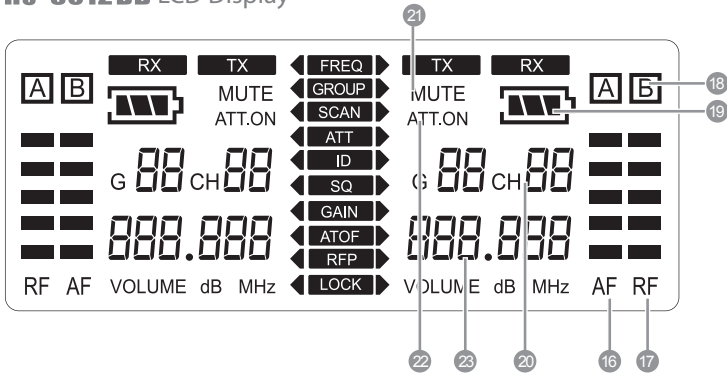 LCD Display
21
RX TX FREQ TX RX
A B MUTE GROUP MUTE A B 18
ATT.ON SCAN ATT.ON 19
ATT
ID
G 88 CH 88 SQ G 88 CH 88
GAIN
888.888 ATOF 888.888
RFP
RF AF VOLUME dB MHz LOCK VOLUME dB MHz AF RF
22 23 20 16 17